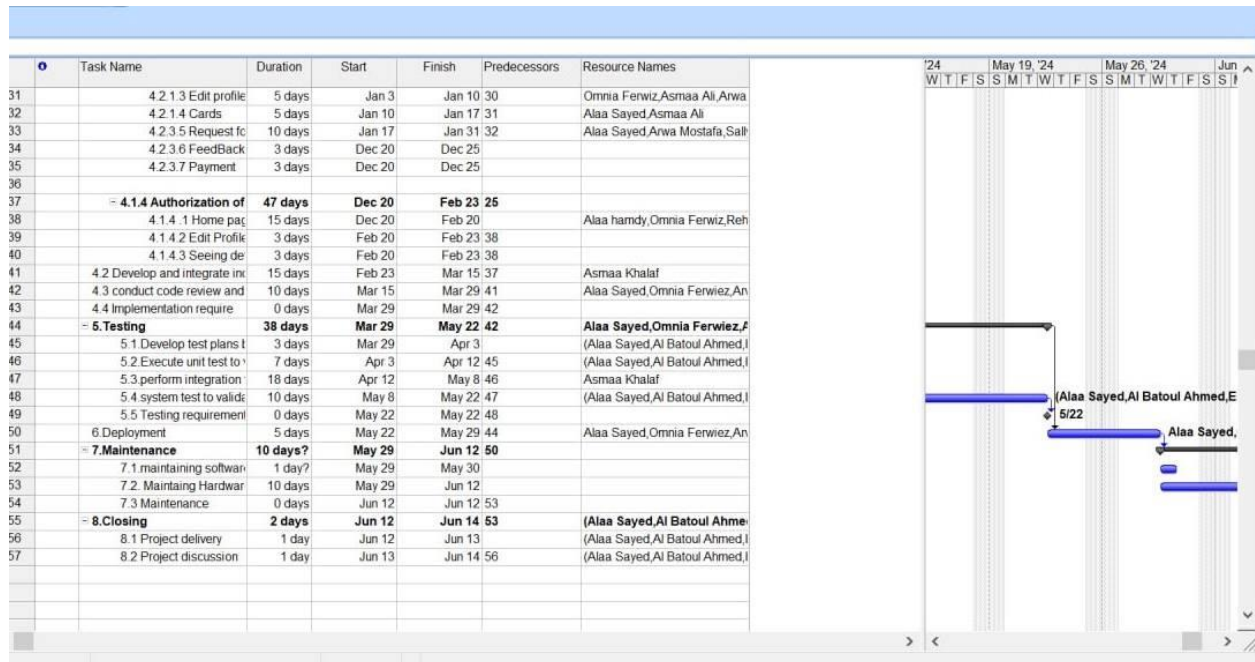 Task Name Duration Start Finish Predecessors Resource Names '24 May 19, '24 May 26, '24 Jun
W T F S S M T W T F S S M T W T F S S
31 4.2.1.3 Edit profile 5 days Jan 3 Jan 10 30 Omnia Ferwiz,Asmaa Ali,Arwa
32 4.2.1.4 Cards 5 days Jan 10 Jan 17 31 Alaa Sayed,Asmaa Ali
33 4.2.3.5 Request fo 10 days Jan 17 Jan 31 32 Alaa Sayed,Arwa Mostafa,Sall
34 4.2.3.6 FeedBack 3 days Dec 20 Dec 25
35 4.2.3.7 Payment 3 days Dec 20 Dec 25
36
37 4.1.4 Authorization of 47 days Dec 20 Feb 23 25
38 4.1.4 .1 Home pag 15 days Dec 20 Feb 20 Alaa hamdy,Omnia Ferwiz,Reh
39 4.1.4.2 Edit Profile 3 days Feb 20 Feb 23 38
40 4.1.4.3 Seeing de 3 days Feb 20 Feb 23 38
41 4.2 Develop and integrate inc 15 days Feb 23 Mar 15 37 Asmaa Khalaf
42 4.3 conduct code review and 10 days Mar 15 Mar 29 41 Alaa Sayed,Omnia Ferwiez,An
43 4.4 Implementation require 0 days Mar 29 Mar 29 42
44 5.Testing 38 days Mar 29 May 22 42 Alaa Sayed,Omnia Ferwiez,A
45 5.1.Develop test plans 3 days Mar 29 Apr 3 (Alaa Sayed,Al Batoul Ahmed,
46 5.2.Execute unit test to 7 days Apr 3 Apr 12 45 (Alaa Sayed,Al Batoul Ahmed,
47 5.3.perform integration 18 days Apr 12 May 8 46 Asmaa Khalaf
48 5.4.system test to valida 10 days May 8 May 22 47 (Alaa Sayed,Al Batoul Ahmed, (Alaa Sayed,Al Batoul Ahmed,E
49 5.5 Testing requirement 0 days May 22 May 22 48 5/22
50 6.Deployment 5 days May 22 May 29 44 Alaa Sayed,Omnia Ferwiez,An Alaa Sayed,
51 7.Maintenance 10 days? May 29 Jun 12 50
52 7.1.maintaining softwar 1 day? May 29 May 30
53 7.2. Maintaing Hardwar 10 days May 29 Jun 12
54 7.3 Maintenance 0 days Jun 12 Jun 12 53
55 8.Closing 2 days Jun 12 Jun 14 53 (Alaa Sayed,Al Batoul Ahme
56 8.1 Project delivery 1 day Jun 12 Jun 13 (Alaa Sayed,Al Batoul Ahmed,
57 8.2 Project discussion 1 day Jun 13 Jun 14 56 (Alaa Sayed,Al Batoul Ahmed,